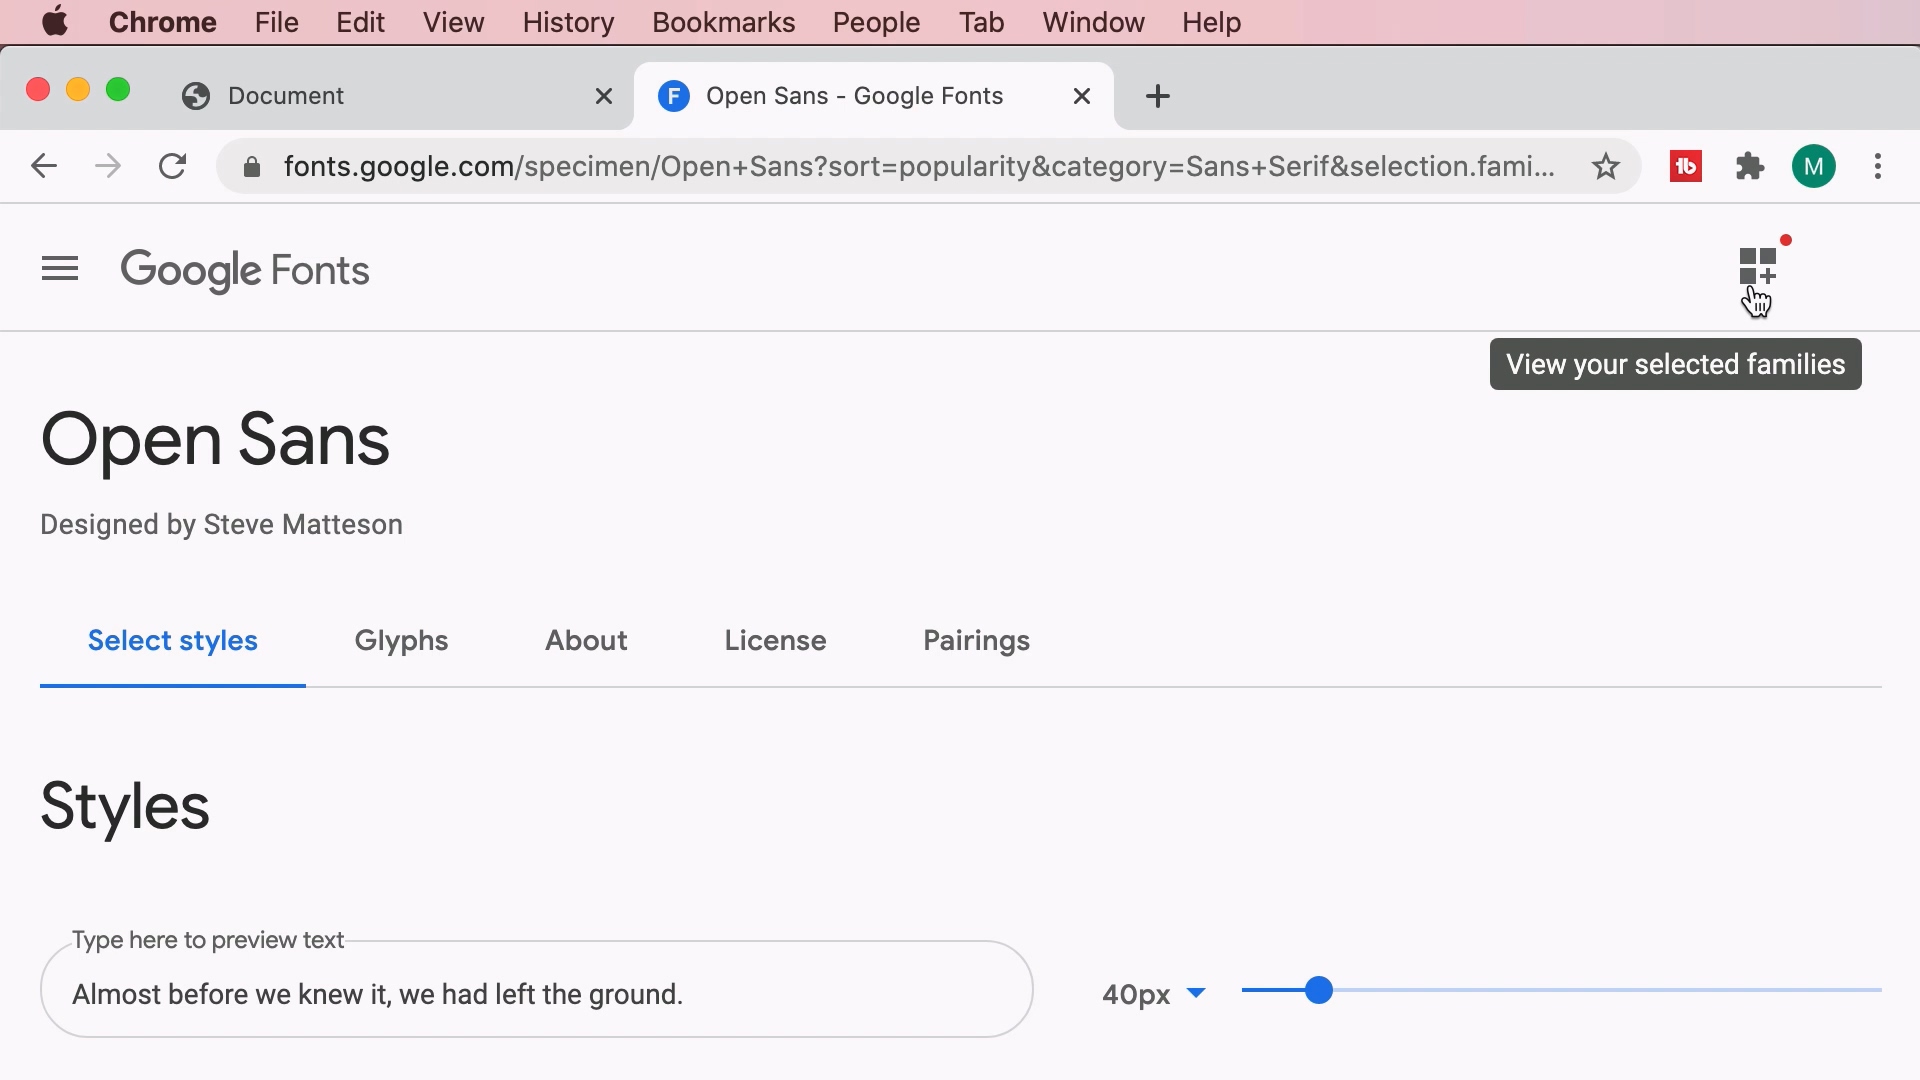 Chrome File Edit View History Bookmarks People Tab Window Help
Document
F Open Sans - Google Fonts
fonts.google.com/specimen/Open+Sans?sort=popularity&category=Sans+Serif&selection.fami...
tb
M
Google Fonts
View your selected families
Open Sans
Designed by Steve Matteson
Select styles Glyphs About License Pairings
Styles
Type here to preview text
Almost before we knew it, we had left the ground.
40px